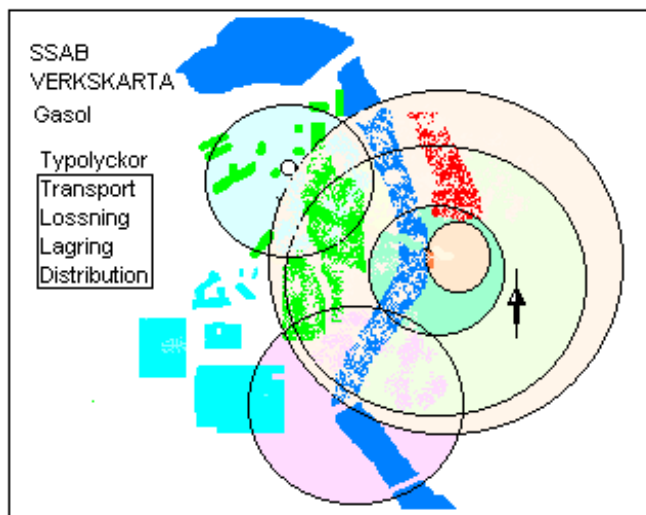 SSAB
VERKSKARTA
Gasol
Typolyckor
Transport
Lossning
Lagring
Distribution